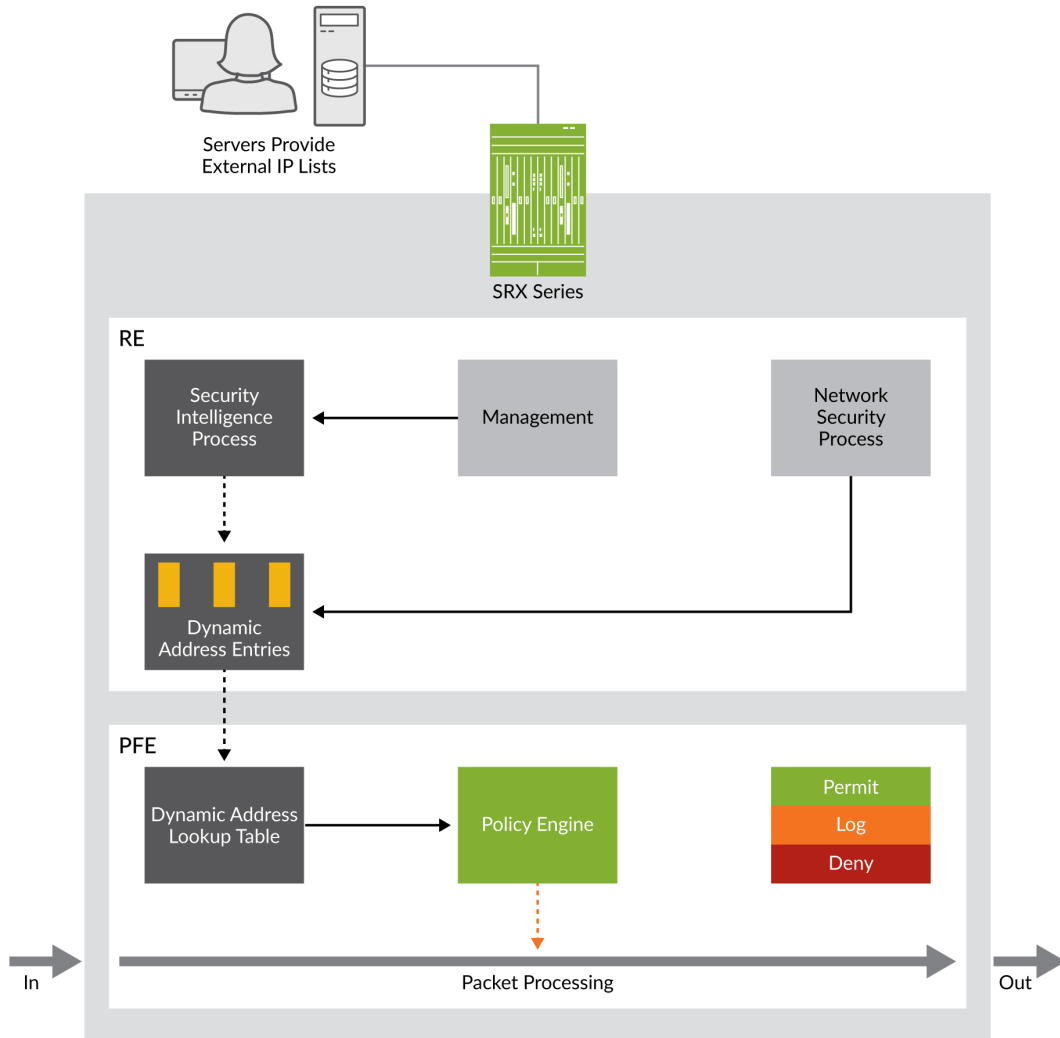 Servers Provide
External IP Lists
SRX Series
RE
Security
Intelligence
Process
Management
Network
Security
Process
Dynamic
Address Entries
PFE
Dynamic Address
Lookup Table
Policy Engine
Permit
Log
Deny
In
Packet Processing
Out